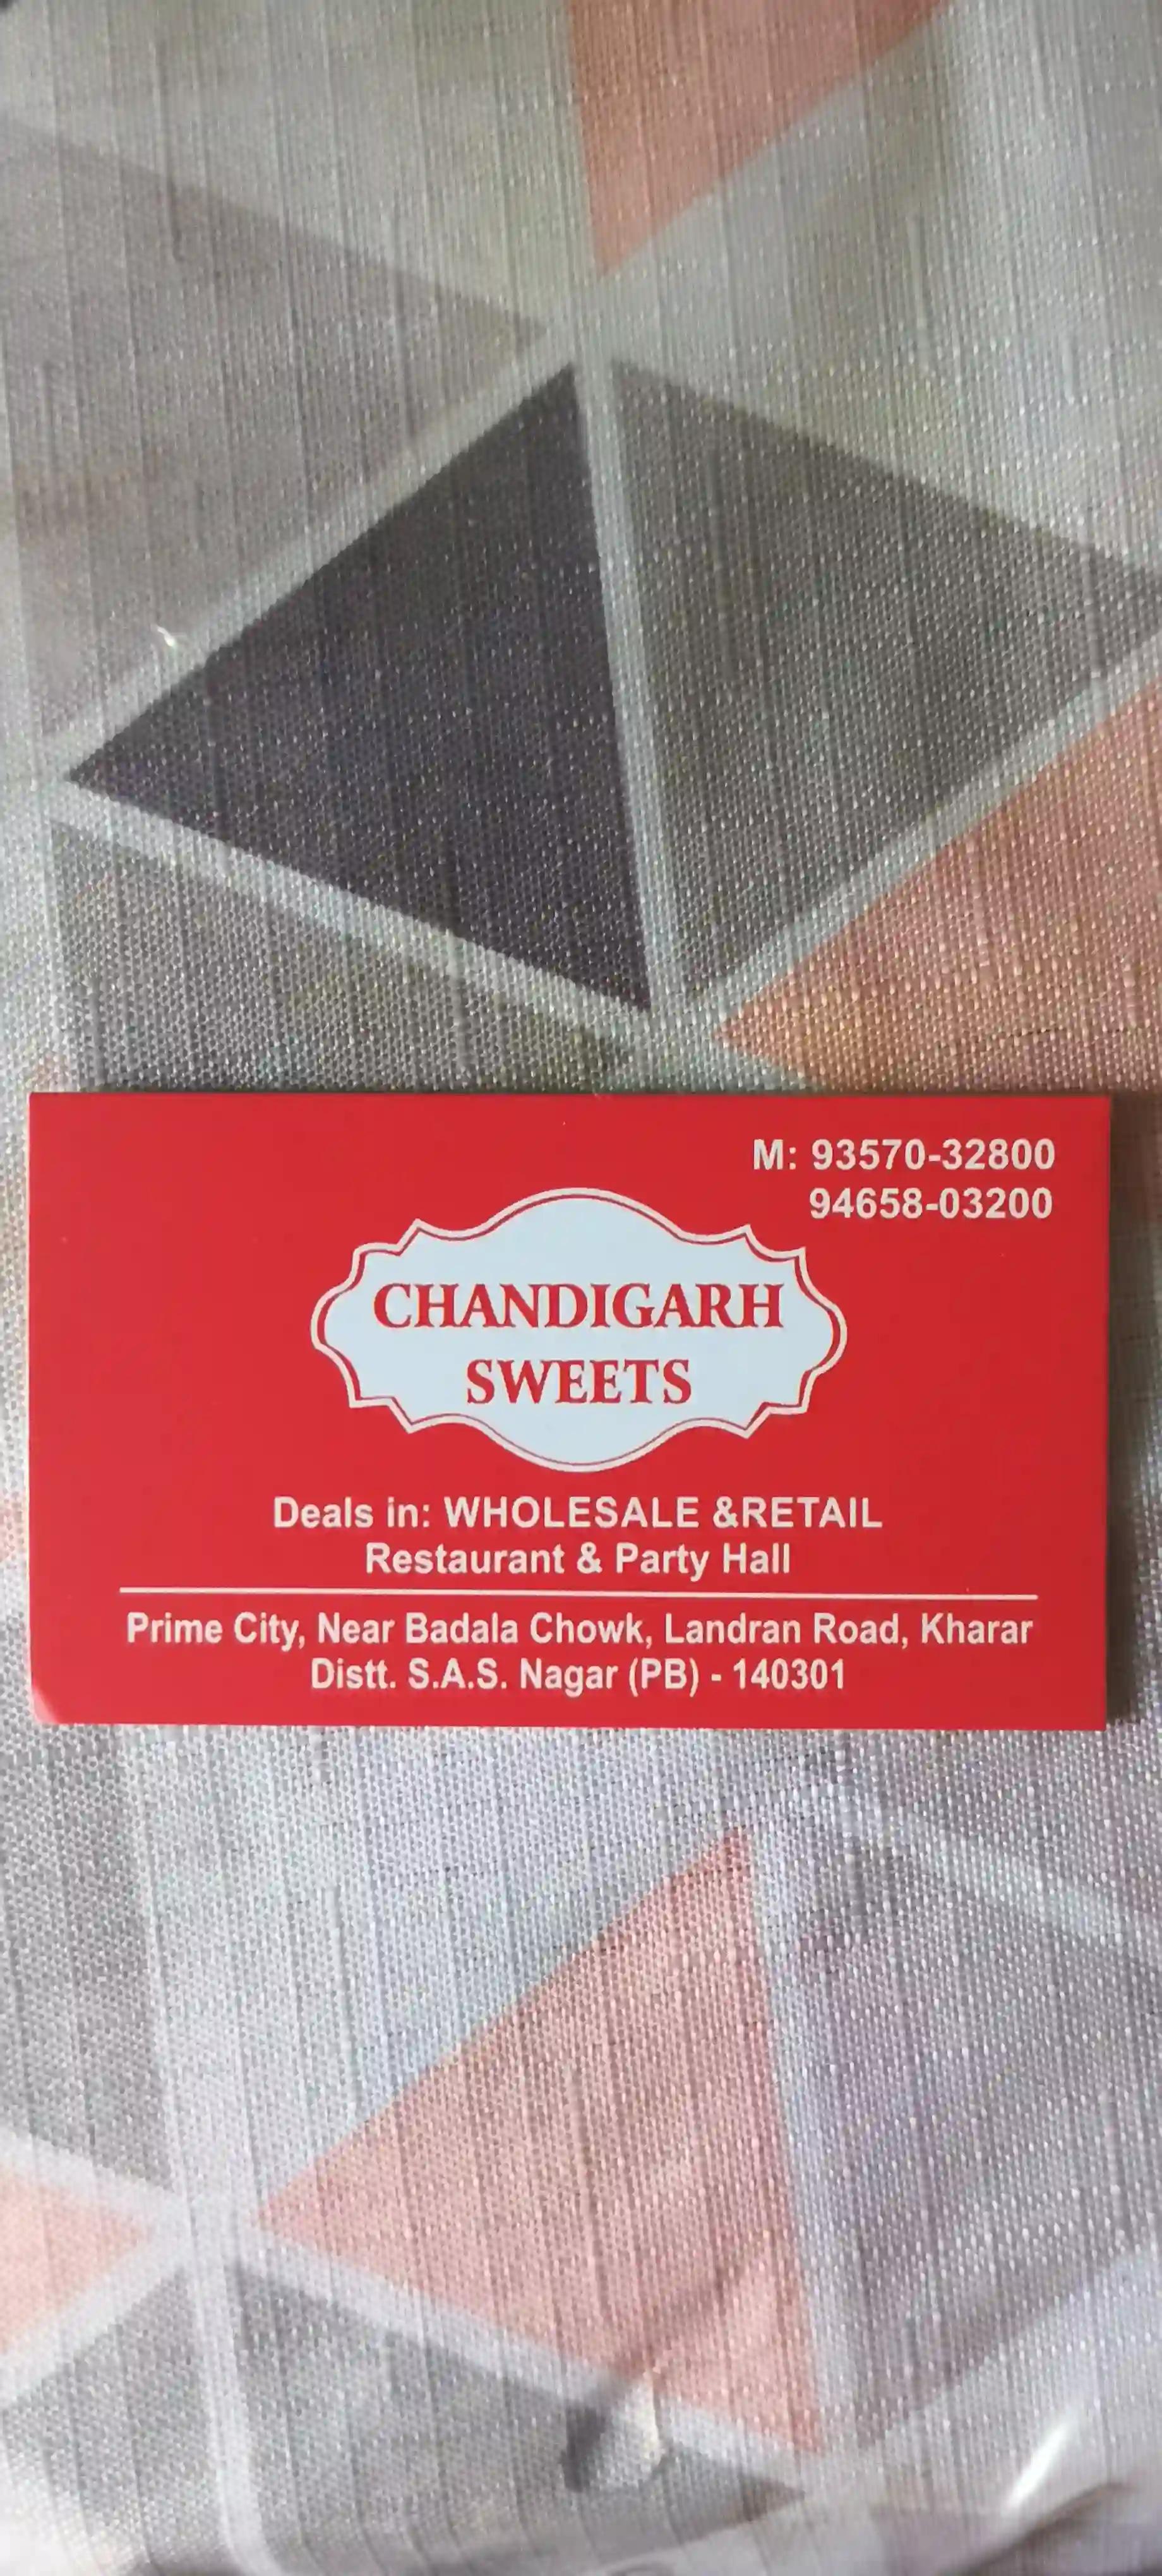 M: 93570-32800
94658-03200
CHANDIGARH
SWEETS
Deals in: WHOLESALE &RETAIL
Restaurant & Party Hall
Prime City, Near Badala Chowk, Landran Road, Kharar
Distt. S.A.S. Nagar (PB) - 140301